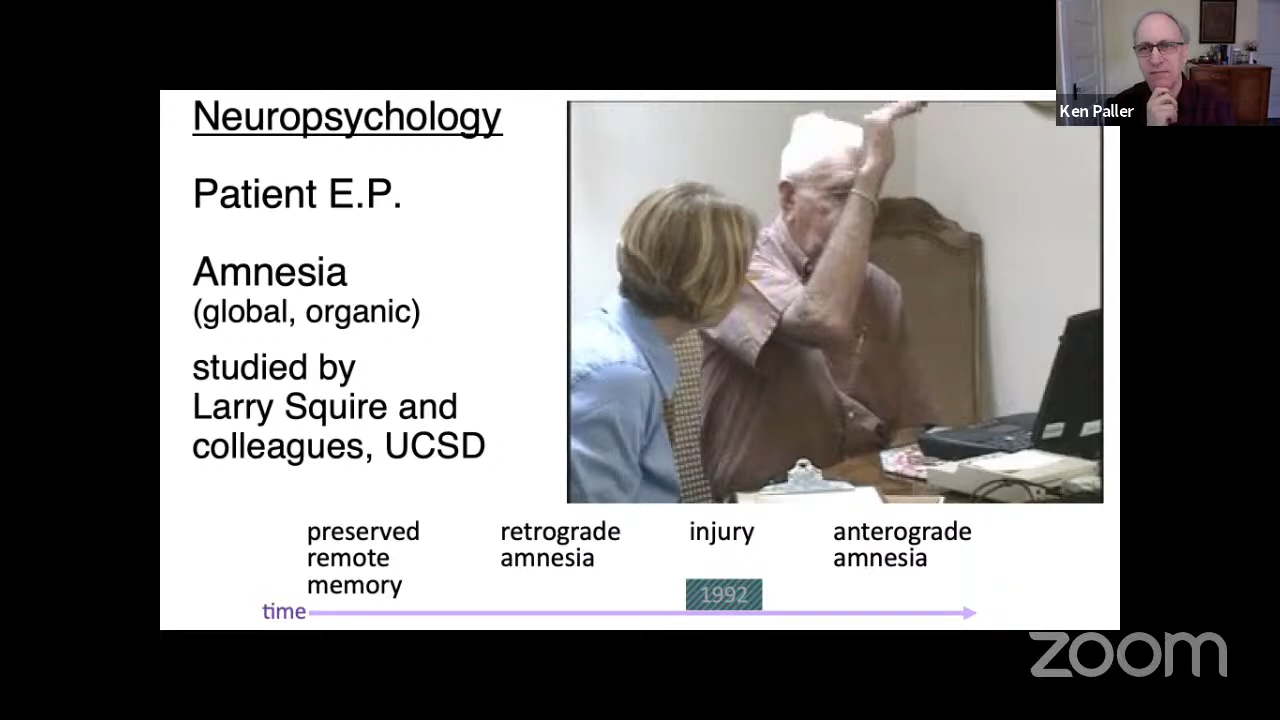 Neuropsychology
Patient E.P.
Amnesia
(global, organic)
studied by
Larry Squire and
colleagues, UCSD
Ken Paller
preserved
remote
memory
retrograde
amnesia
injury
anterograde
amnesia
1992
time
zoom